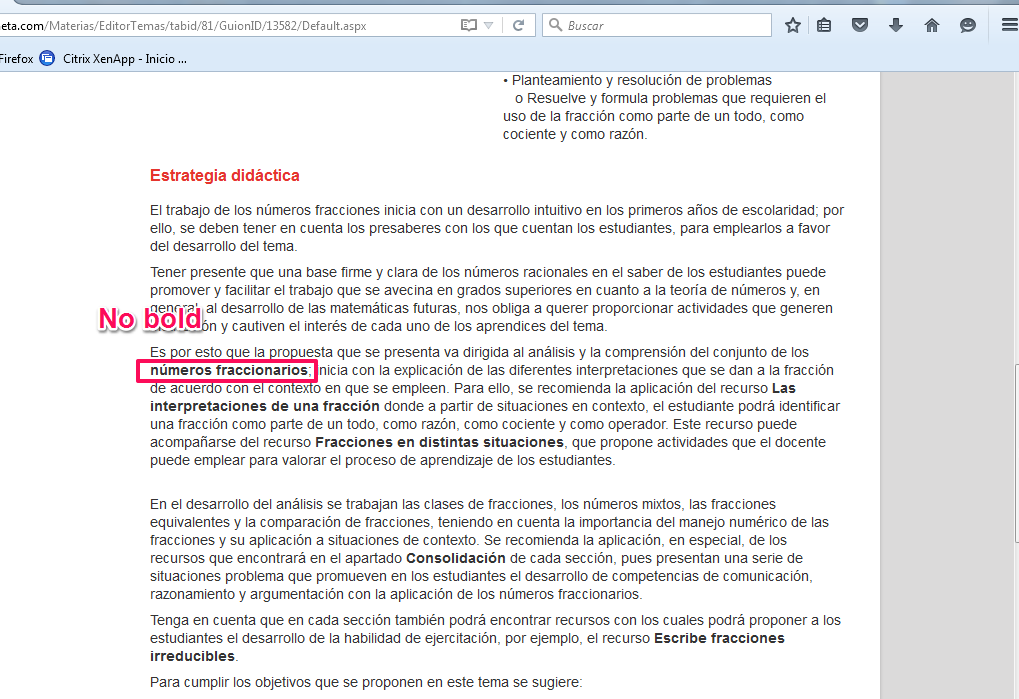 eta.com/Materias/EditorTemas/tabid/81/GuionID/13582/Default.aspx
Buscar
Firefox Citrix XenApp - Inicio ...
• Planteamiento y resolución de problemas
o Resuelve y formula problemas que requieren el
uso de la fracción como parte de un todo, como
cociente y como razón.
Estrategia didáctica
El trabajo de los números fracciones inicia con un desarrollo intuitivo en los primeros años de escolaridad; por
ello, se deben tener en cuenta los presaberes con los que cuentan los estudiantes, para emplearlos a favor
del desarrollo del tema.
Tener presente que una base firme y clara de los números racionales en el saber de los estudiantes puede
promover y facilitar el trabajo que se avecina en grados superiores en cuanto a la teoría de números y, en
general, al desarrollo de las matemáticas futuras, nos obliga a querer proporcionar actividades que generen
No bold
y cautiven el interés de cada uno de los aprendices del tema.
Es por esto que la propuesta que se presenta va dirigida al análisis y la comprensión del conjunto de los
números fraccionarios; inicia con la explicación de las diferentes interpretaciones que se dan a la fracción
de acuerdo con el contexto en que se empleen. Para ello, se recomienda la aplicación del recurso Las
interpretaciones de una fracción donde a partir de situaciones en contexto, el estudiante podrá identificar
una fracción como parte de un todo, como razón, como cociente y como operador. Este recurso puede
acompañarse del recurso Fracciones en distintas situaciones, que propone actividades que el docente
puede emplear para valorar el proceso de aprendizaje de los estudiantes.
En el desarrollo del análisis se trabajan las clases de fracciones, los números mixtos, las fracciones
equivalentes y la comparación de fracciones, teniendo en cuenta la importancia del manejo numérico de las
fracciones y su aplicación a situaciones de contexto. Se recomienda la aplicación, en especial, de los
recursos que encontrará en el apartado Consolidación de cada sección, pues presentan una serie de
situaciones problema que promueven en los estudiantes el desarrollo de competencias de comunicación,
razonamiento y argumentación con la aplicación de los números fraccionarios.
Tenga en cuenta que en cada sección también podrá encontrar recursos con los cuales podrá proponer a los
estudiantes el desarrollo de la habilidad de ejercitación, por ejemplo, el recurso Escribe fracciones
irreducibles.
Para cumplir los objetivos que se proponen en este tema se sugiere: